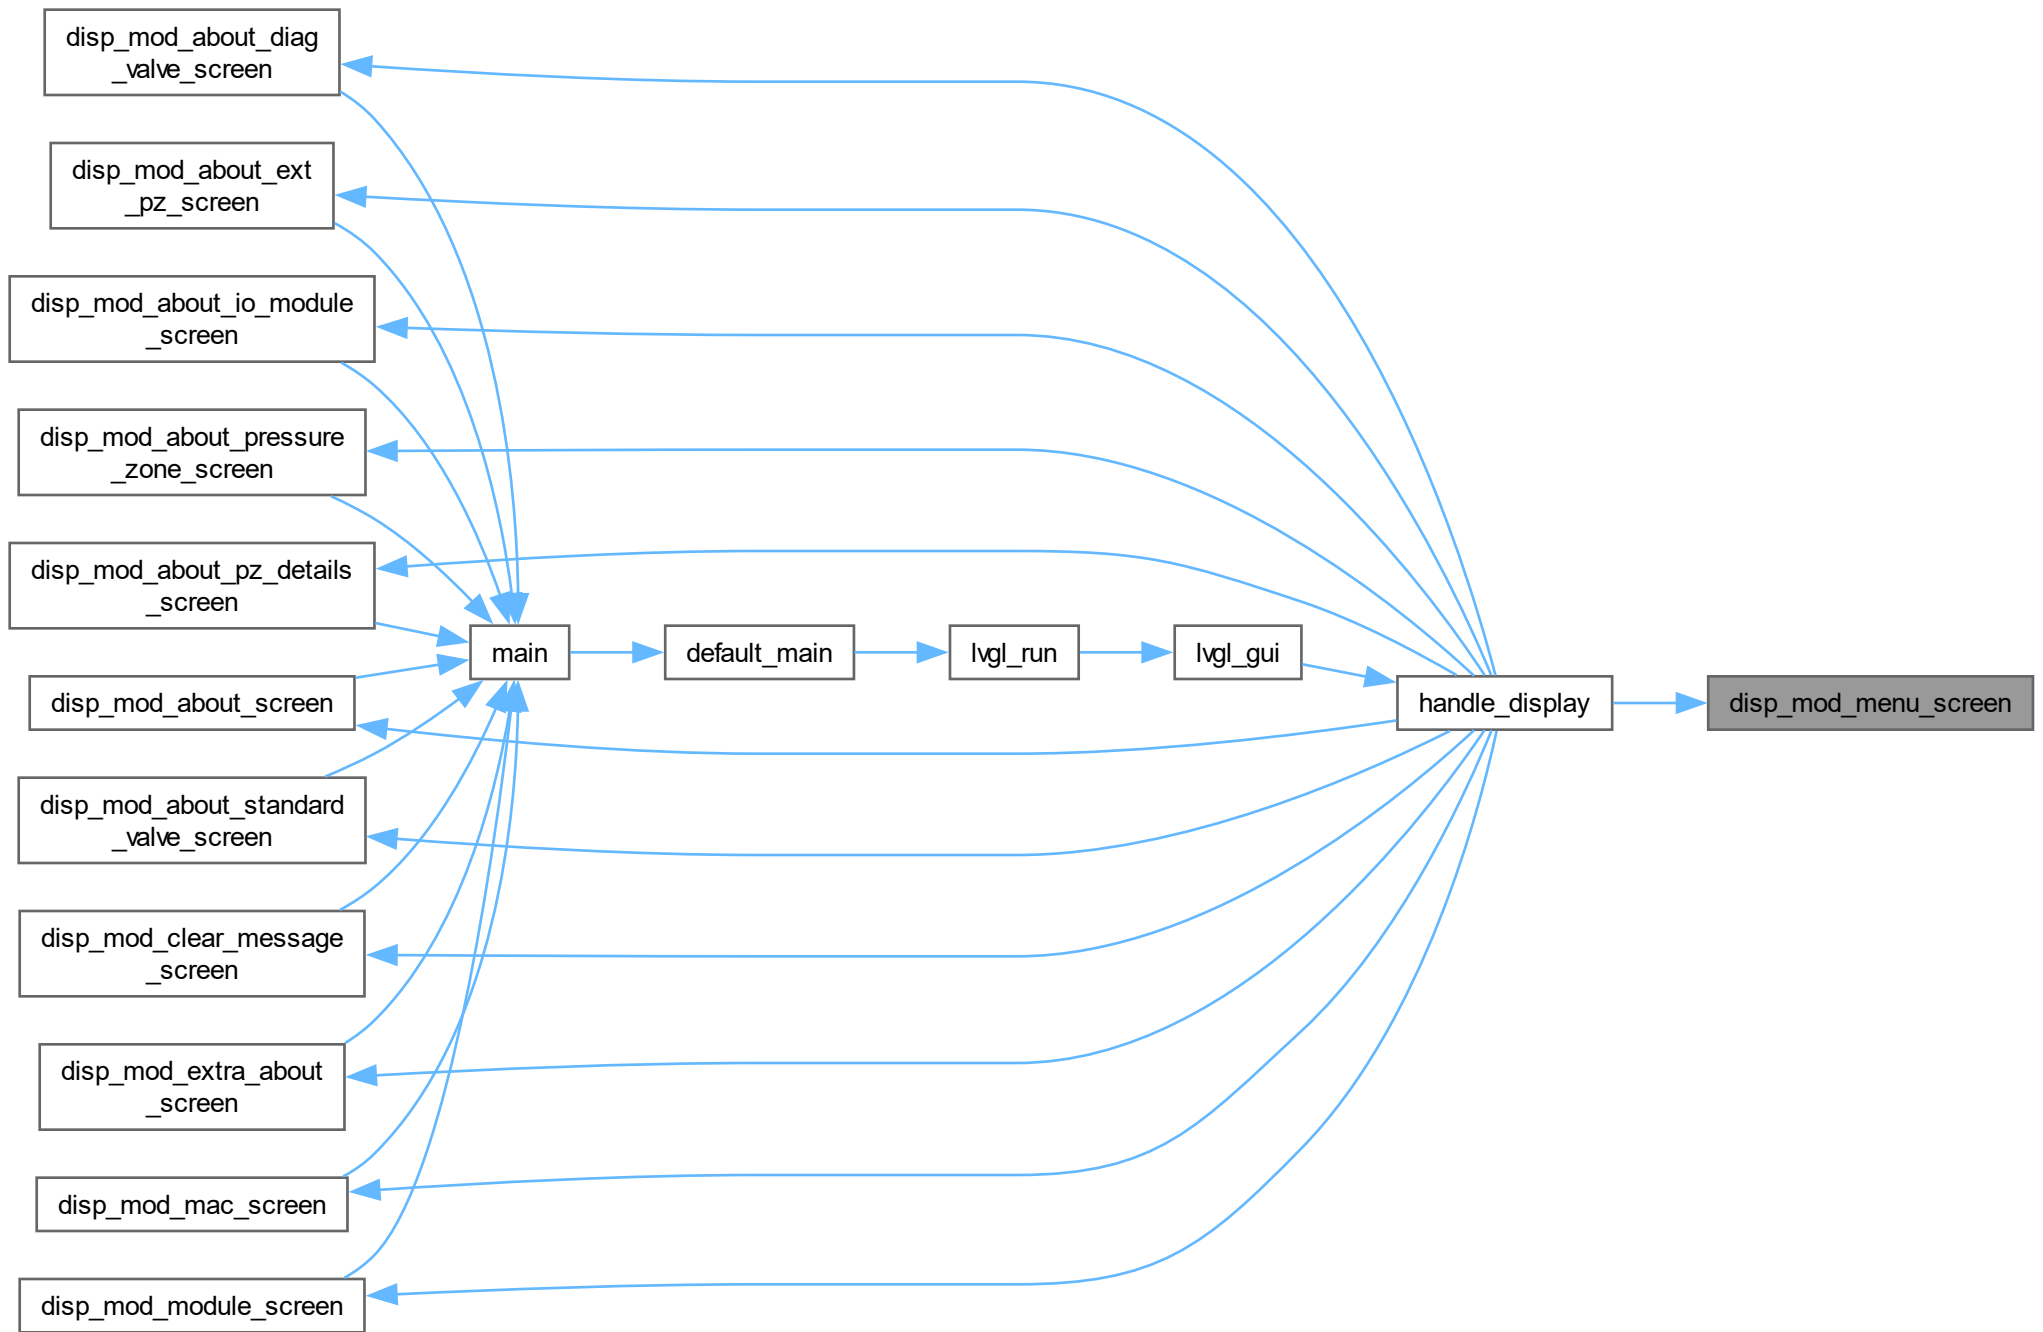 disp_mod_about_diag
_valve_screen
disp_mod_about_ext
_pz_screen
disp_mod_about_io_module
_screen
disp_mod_about_pressure
_zone_screen
disp_mod_about_pz_details
_screen
disp_mod_about_screen
disp_mod_about_standard
_valve_screen
disp_mod_clear_message
_screen
disp_mod_extra_about
_screen
disp_mod_mac_screen
disp_mod_module_screen
main
default_main
lvgl_run
lvgl_gui
handle_display
disp_mod_menu_screen